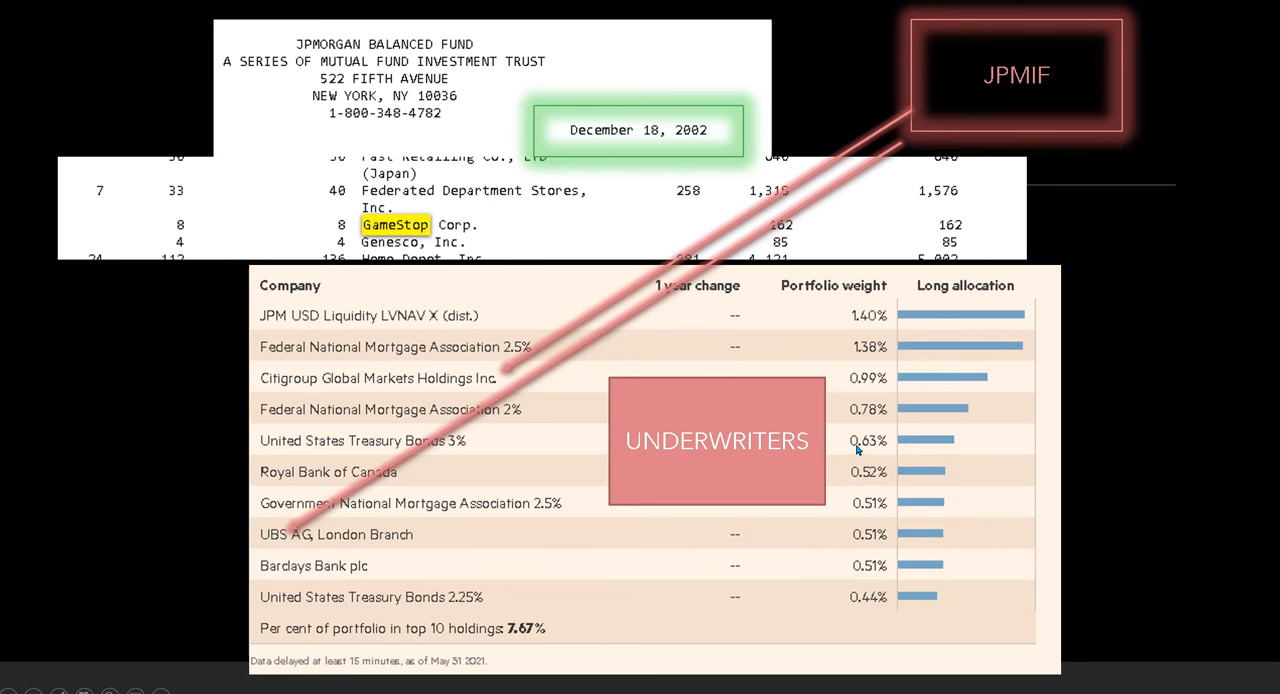 JPMORGAN BALANCED FUND
A SERIES OF MUTUAL FUND INVESTMENT TRUST
522 FIFTH AVENUE
NEW YORK, NY 10036
1-800-348-4782
December 18, 2002
JPMIF
(Japan)
7 33 40 Federated Department Stores, 258 1,318 1,576
Inc.
8 8 GameStop Corp. 162 162
4 4 Genesco, Inc. 85 85
Company 1 year change Portfolio weight Long allocation
JPM USD Liquidity LVNAV X (dist.) -- 1.40%
Federal National Mortgage Association 2.5% -- 1.38%
Citigroup Global Markets Holdings Inc. 0.99%
Federal National Mortgage Association 2% 0.78%
United States Treasury Bonds 3% 0.63%
Royal Bank of Canada 0.52%
Government National Mortgage Association 2.5% 0.51%
UBS AG, London Branch -- 0.51%
Barclays Bank plc -- 0.51%
United States Treasury Bonds 2.25% -- 0.44%
UNDERWRITERS
Per cent of portfolio in top 10 holdings: 7.67%
Data delayed at least 15 minutes, as of May 31 2021.